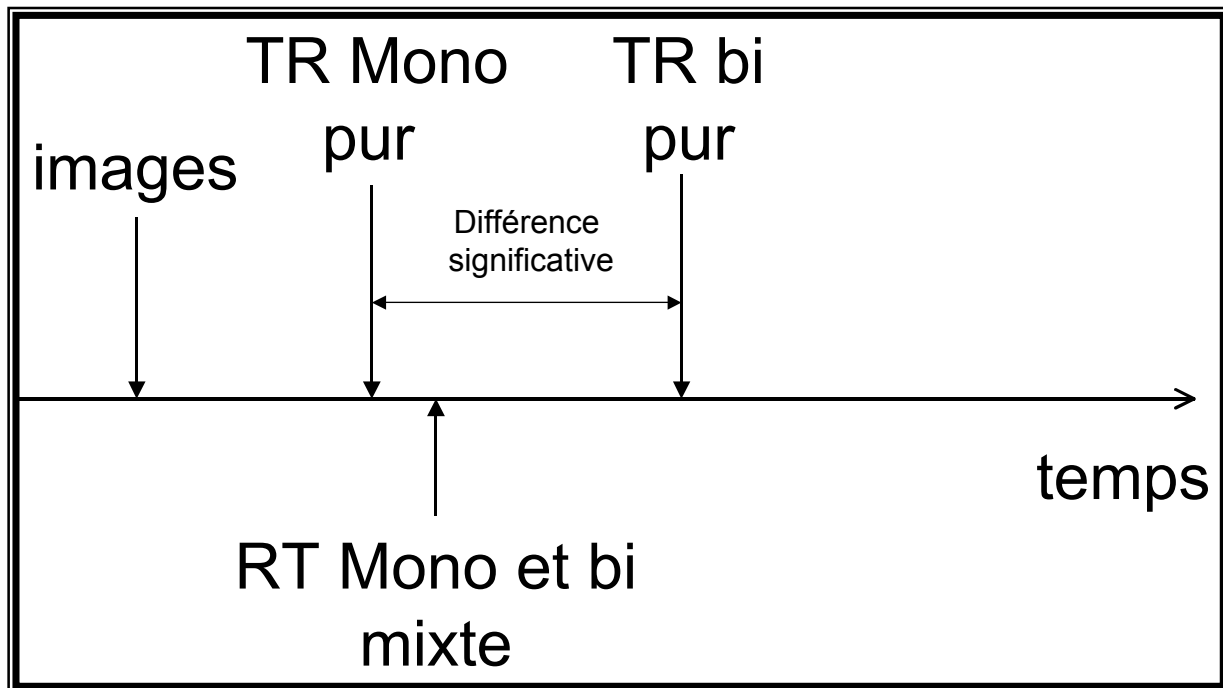 TR Mono
pur
TR bi
pur
images
Différence
significative
temps
RT Mono et bi
mixte